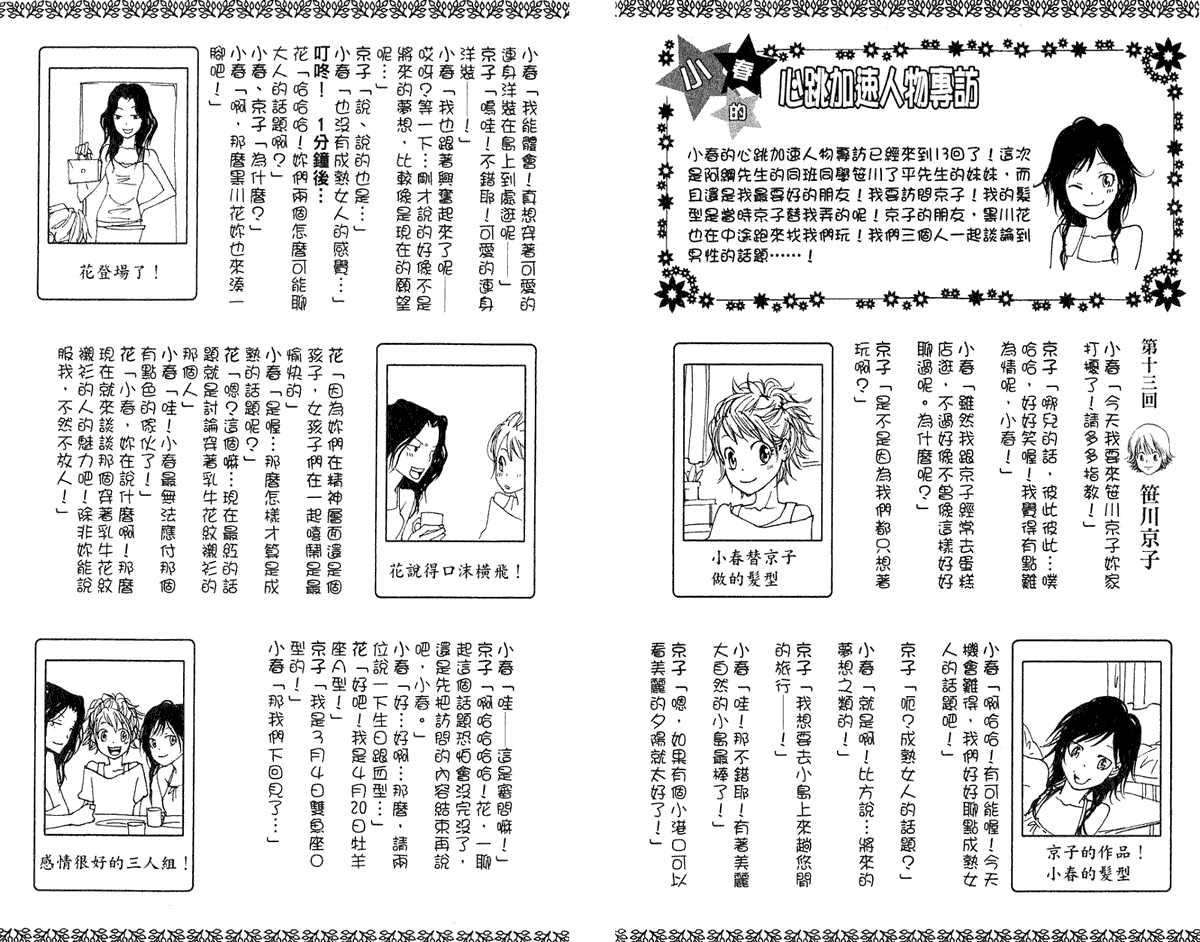 小春的
心跳加速人物專訪
小春的心跳加速人物專訪已經來到13回了！這次
是阿綱先生的同班同學笹川了平先生的妹妹，而
且還是我最要好的朋友！我要訪問京子！我的髮
型是當時京子替我弄的呢！京子的朋友，黑川花
也在中途跑來找我們玩！我們三個人一起談論到
男性的話題……！
第十三回 笹川京子
小春「今天我要來笹川京子妳家
打擾了！請多多指教！」
京子「哪兒的話，彼此彼此…噗
哈哈，好好笑喔！我覺得有點難
為情呢，小春！」
小春「雖然我跟京子經常去蛋糕
店逛，不過好像不曾像這樣好好
聊過呢。為什麼呢？」
京子「是不是因為我們都只想著
玩啊？」
小春替京子
做的髮型
京子的作品！
小春的髮型
小春「啊哈哈！有可能喔！今天
機會難得，我們好好聊點成熟女
人的話題吧！」
京子「呃？成熟女人的話題？」
小春「就是啊！比方說…將來的
夢想之類的！」
京子「我想要去小島上來趟悠閒
的旅行——！」
小春「哇！那不錯耶！有著美麗
大自然的小島最棒了！」
京子「嗯，如果有個小港口可以
看美麗的夕陽就太好了！」
小春「我能體會！真想穿著可愛的
連身洋裝在島上到處逛呢——」
京子「嗚哇！不錯耶！可愛的連身
洋裝——！」
小春「我也跟著興奮起來了呢——
哎呀？等一下…剛才說的好像不是
將來的夢想，比較像是現在的願望
呢…」
京子「說、說的也是…」
小春「也沒有成熟女人的感覺…」
叮咚！ 1分鐘後…
花「哈哈哈！妳們兩個怎麼可能聊
大人的話題啊？」
小春、京子「為什麼？」
小春「啊，那麼黑川花妳也來湊一
腳吧！」
花登場了！
花說得口沫橫飛！
花「因為妳們在精神層面還是個
孩子，女孩子們在一起嘻鬧是最
愉快的」
小春「是喔…那麼怎樣才算是成
熟的話題呢？」
花「嗯？這個嘛…現在最紅的話
題就是討論穿著乳牛花紋襯衫的
那個人」
小春「哇！小春最無法應付那個
有點色的傢伙了！」
花「小春，妳在說什麼啊！那麼
現在就來談談那個穿著乳牛花紋
襯衫的人的魅力吧！除非妳能說
服我，不然不放人！」
小春「哇——這是審問嘛！」
京子「啊哈哈哈哈！花，一聊
起這個話題恐怕會沒完沒了，
還是先把訪問的內容結束再說
吧，小春。」
小春「好…好啊…那麼，請兩
位說一下生日跟血型…」
花「好吧！我是4月20日牡羊
座A型！」
京子「我是3月4日雙魚座O
型的！」
小春「那我們下回見了…」
感情很好的三人組！